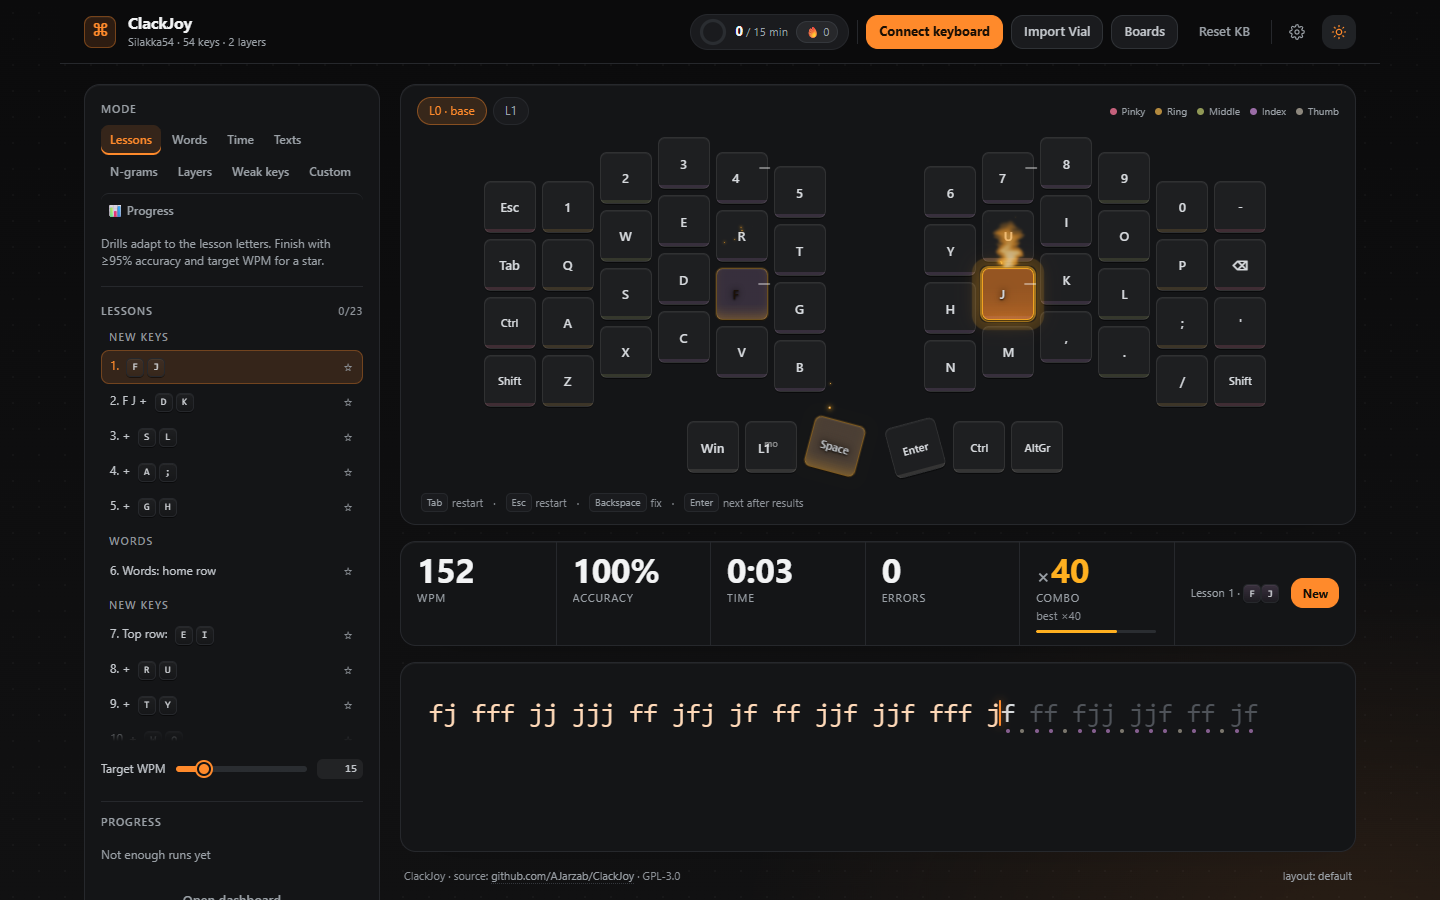 ⌘ ClackJoy
Silakka54 · 54 keys · 2 layers
0 / 15 min 🔥 0
Connect keyboard
Import Vial
Boards
Reset KB
MODE
Lessons Words Time Texts
N-grams Layers Weak keys Custom
📊 Progress
Drills adapt to the lesson letters. Finish with
≥95% accuracy and target WPM for a star.
LESSONS 0/23
NEW KEYS
1. F J ☆
2. F J + D K ☆
3. + S L ☆
4. + A ; ☆
5. + G H ☆
WORDS
6. Words: home row ☆
NEW KEYS
7. Top row: E I ☆
8. + R U ☆
9. + T Y ☆
Target WPM 15
PROGRESS
Not enough runs yet
Open dashboard
L0 · base L1
Pinky Ring Middle Index Thumb
Esc 1 2 3 4 5 6 7 8 9 0 -
Tab Q W E R T Y U I O P ⌫
Ctrl A S D F G H J K L ; '
Shift Z X C V B N M , . / Shift
Win L1 mo Space Enter Ctrl AltGr
Tab restart · Esc restart · Backspace fix · Enter next after results
152
WPM
100%
ACCURACY
0:03
TIME
0
ERRORS
×40
COMBO
best ×40
Lesson 1 · F J New
fj fff jj jjj ff jfj jf ff jjf jjf fff jf ff fjj jjf ff jf
ClackJoy · source: github.com/AJarzab/ClackJoy · GPL-3.0
layout: default